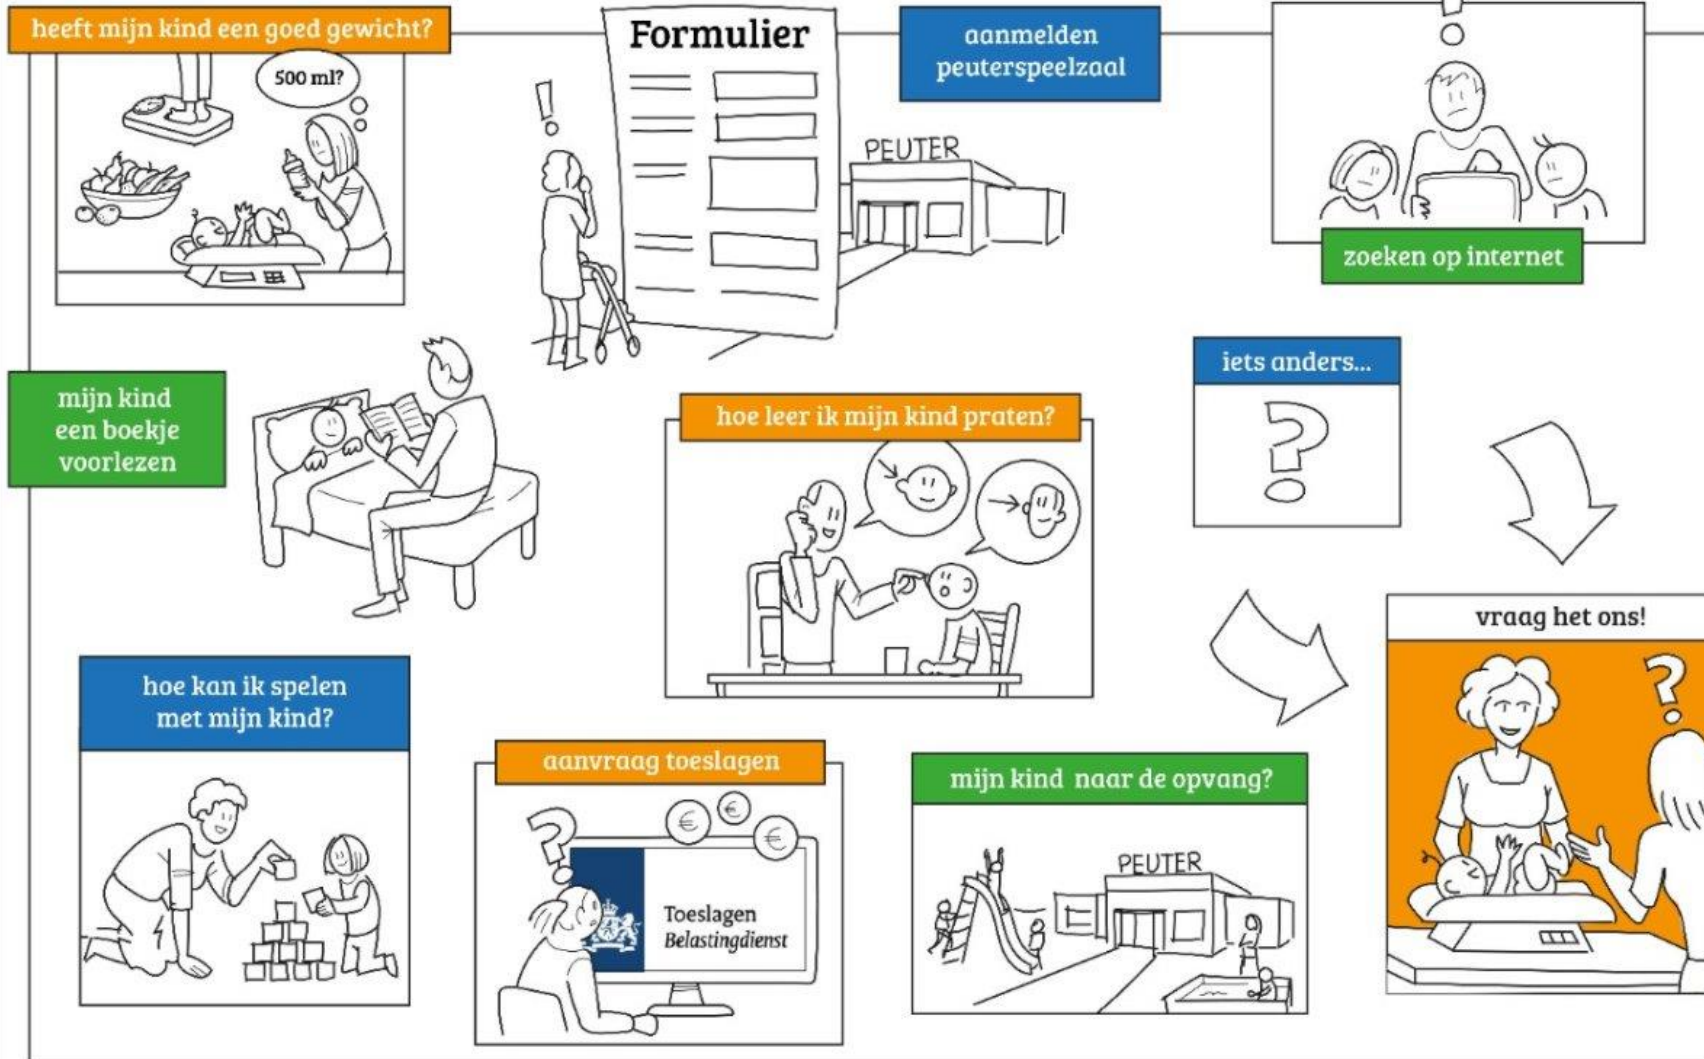 heeft mijn kind een goed gewicht?
500 ml?
Formulier
aanmelden
peuterspeelzaal
PEUTER
zoeken op internet
mijn kind
een boekje
voorlezen
hoe leer ik mijn kind praten?
iets anders...
?
vraag het ons!
?
hoe kan ik spelen
met mijn kind?
aanvraag toeslagen
?
€
€
€
Toeslagen
Belastingdienst
mijn kind naar de opvang?
PEUTER